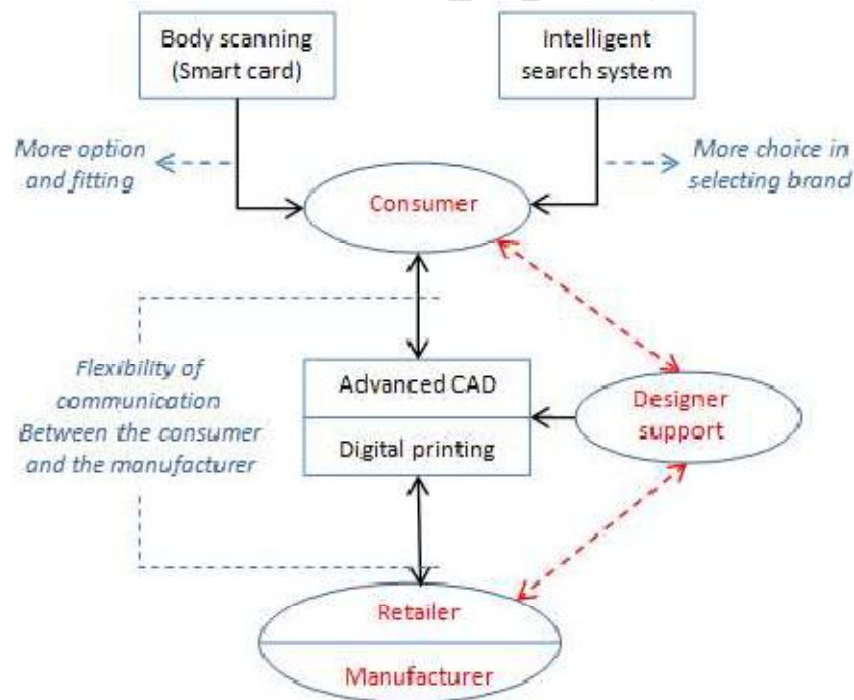 Body scanning
(Smart card)
Intelligent
search system
More option
and fitting
More choice in
selecting brand
Consumer
Flexibility of
communication
Between the consumer
and the manufacturer
Advanced CAD
Digital printing
Designer
support
Retailer
Manufacturer